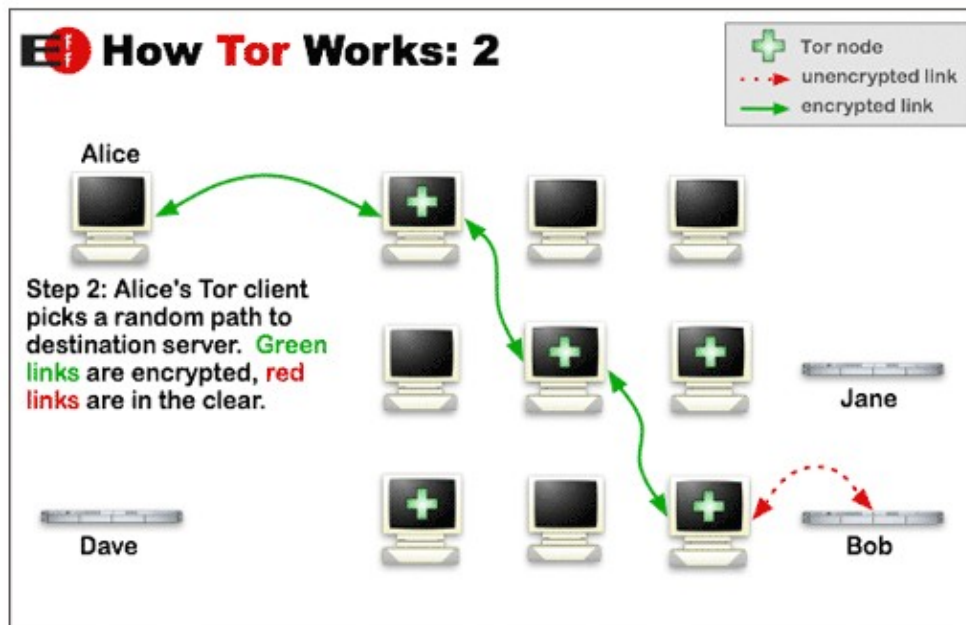 How Tor Works: 2
Tor node
unencrypted link
encrypted link
Alice
Step 2: Alice's Tor client
picks a random path to
destination server. Green
links are encrypted, red
links are in the clear.
Jane
Dave
Bob